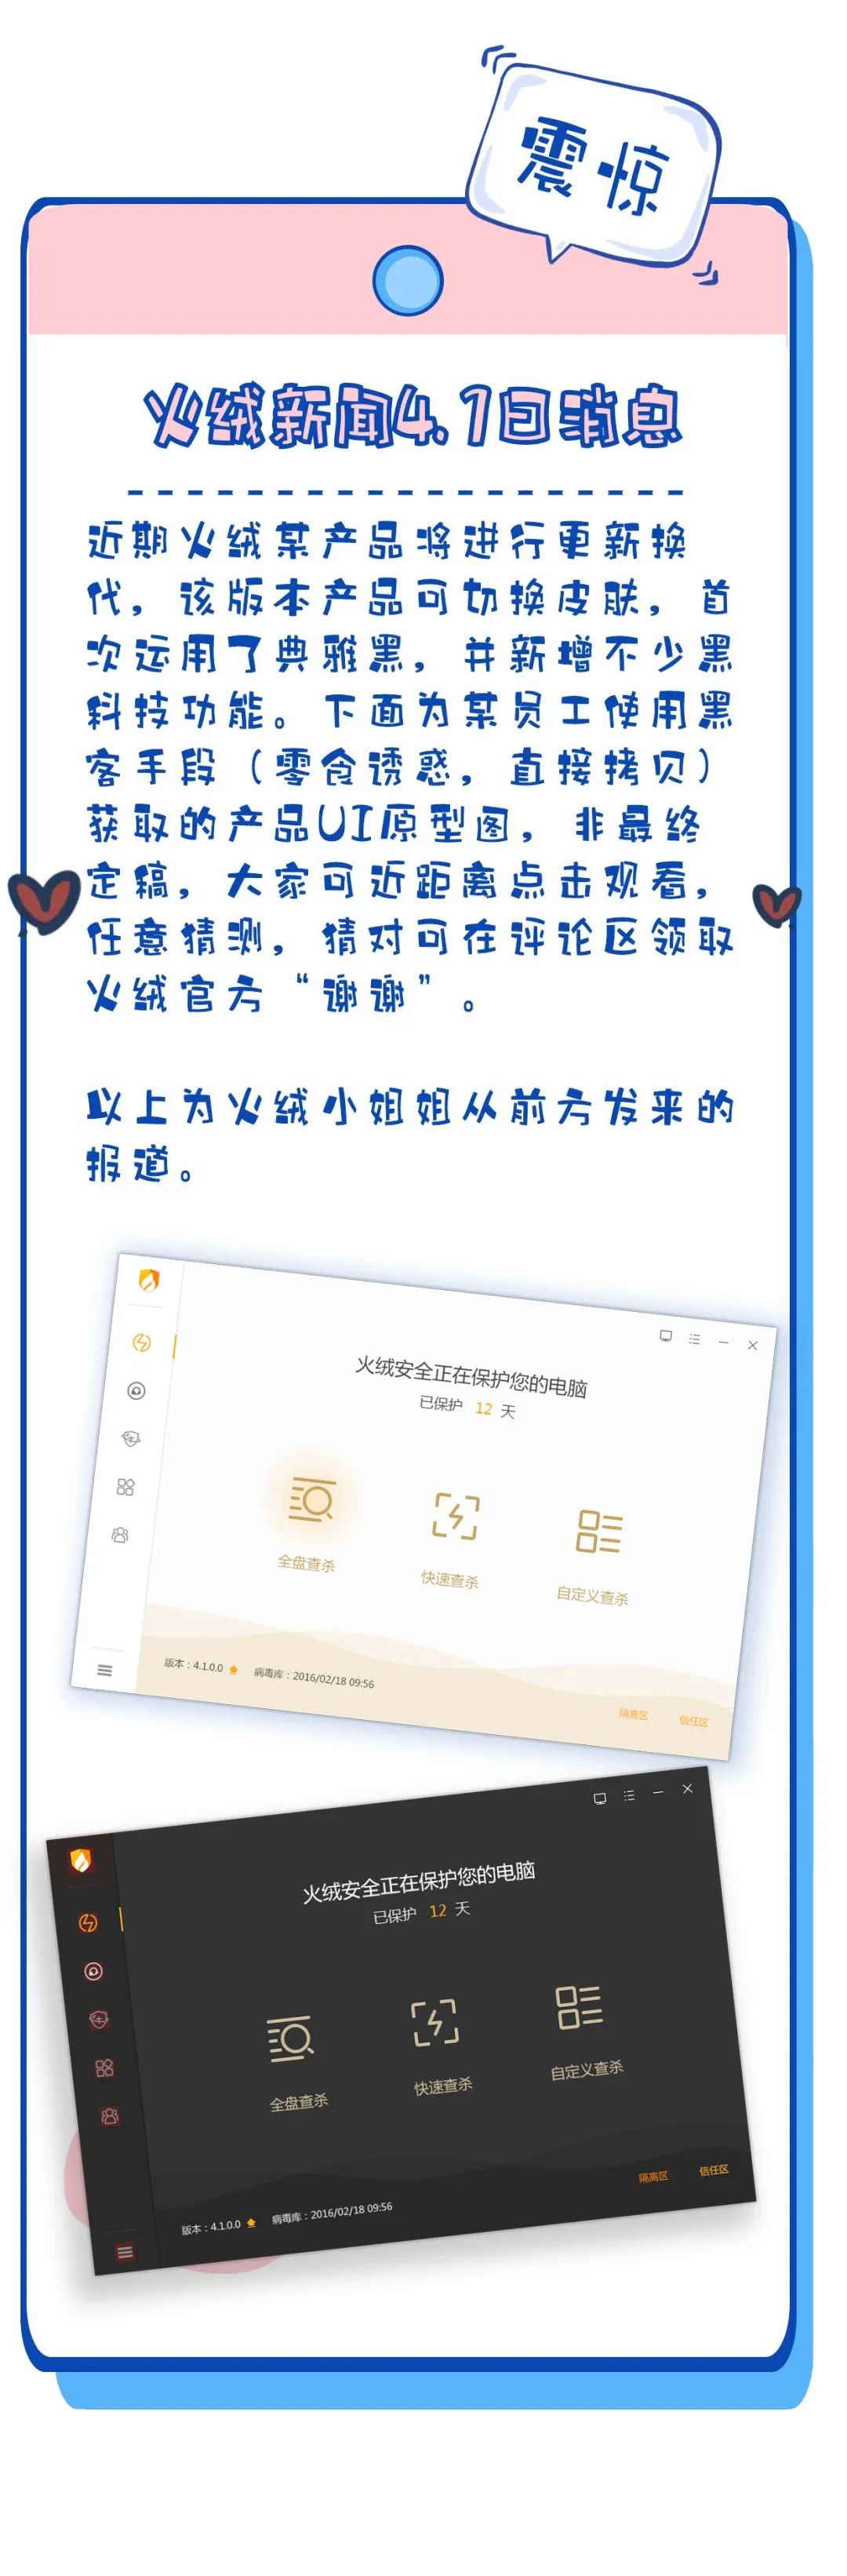 震惊
火绒新闻4.1日消息
近期火绒某产品将进行更新换
代，该版本产品可切换皮肤，首
次运用了典雅黑，并新增不少黑
科技功能。下面为某员工使用黑
客手段（零食诱惑，直接拷贝）
获取的产品UI原型图，非最终
定稿，大家可近距离点击观看，
任意猜测，猜对可在评论区领取
火绒官方“谢谢”。
以上为火绒小姐姐从前方发来的
报道。
火绒安全正在保护您的电脑
已保护 12 天
全盘查杀
快速查杀
自定义查杀
版本：4.1.0.0 病毒库：2016/02/18 09:56
隔离区 信任区
火绒安全正在保护您的电脑
已保护 12 天
全盘查杀
快速查杀
自定义查杀
版本：4.1.0.0 病毒库：2016/02/18 09:56
隔离区 信任区